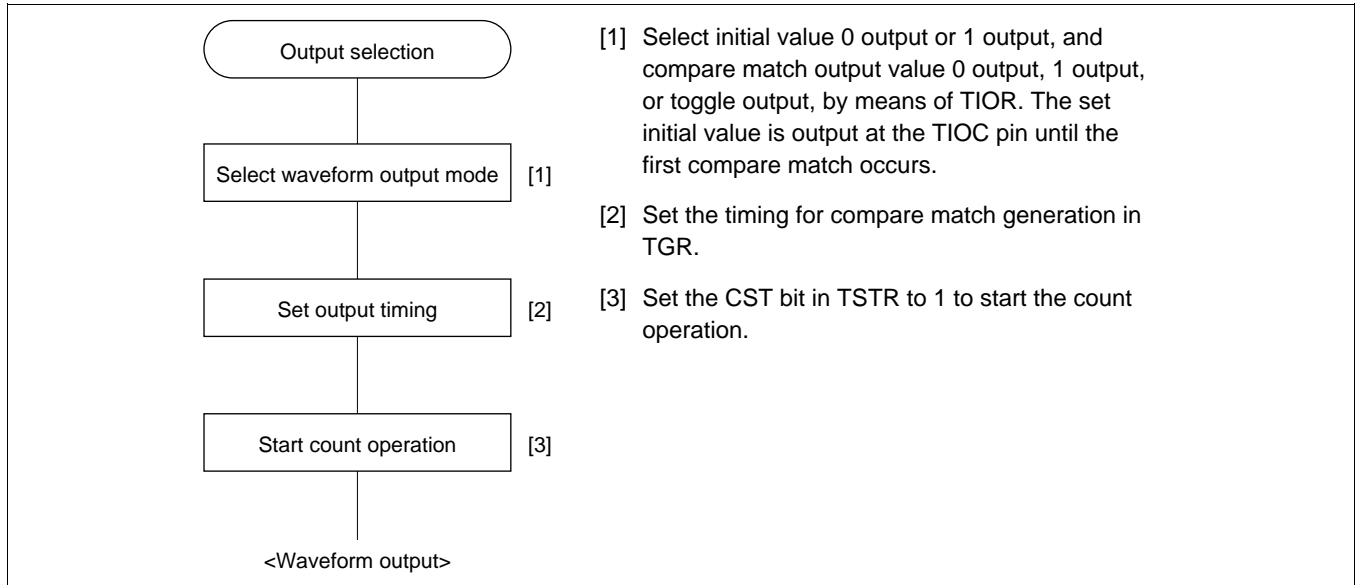 Output selection
Select waveform output mode [1]
Set output timing [2]
Start count operation [3]
<Waveform output>
[1] Select initial value 0 output or 1 output, and
compare match output value 0 output, 1 output,
or toggle output, by means of TIOR. The set
initial value is output at the TIOC pin until the
first compare match occurs.
[2] Set the timing for compare match generation in
TGR.
[3] Set the CST bit in TSTR to 1 to start the count
operation.